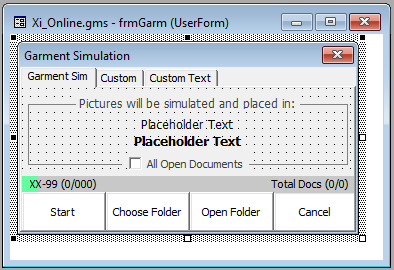 Xi_Online.gms - frmGarm (UserForm)
Garment Simulation
Garment Sim Custom Custom Text
Pictures will be simulated and placed in:
Placeholder Text
Placeholder Text
All Open Documents
XX-99 (0/000) Total Docs (0/0)
Start Choose Folder Open Folder Cancel